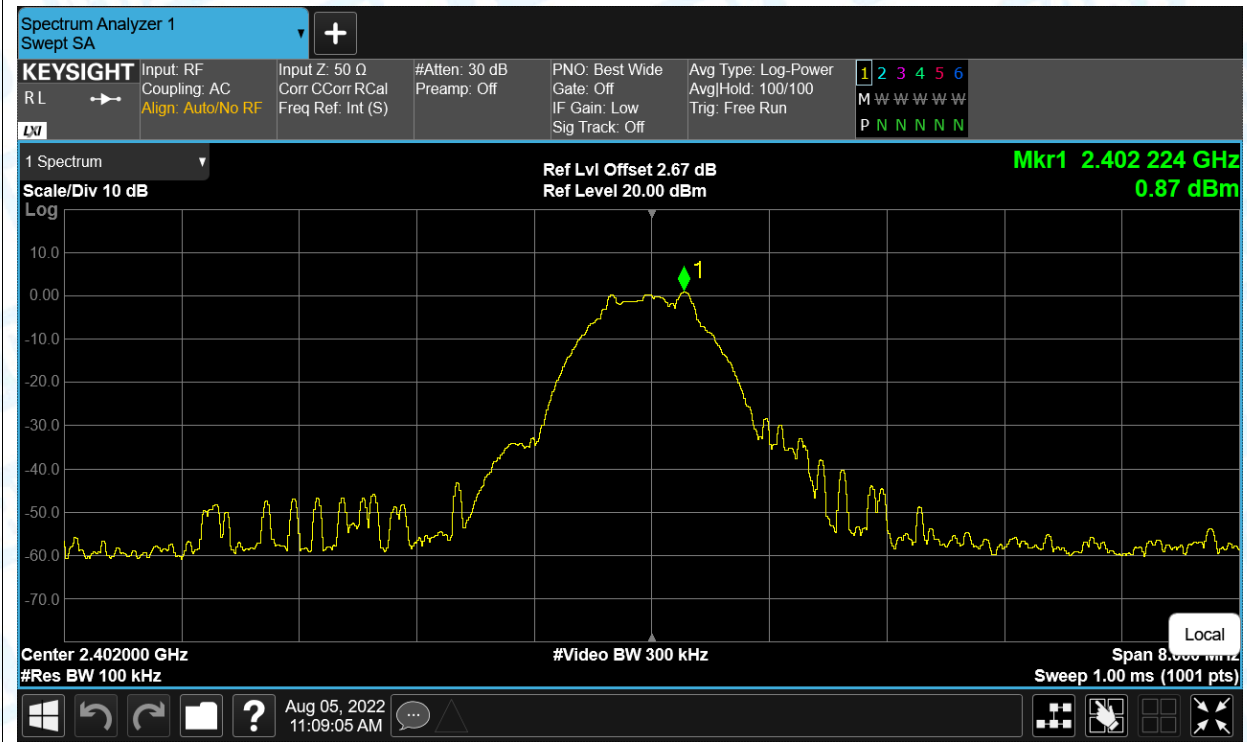 Spectrum Analyzer 1
Swept SA
KEYSIGHT
R L
LXI
Input: RF
Coupling: AC
Align: Auto/No RF
Input Z: 50 Ω
Corr CCorr RCal
Freq Ref: Int (S)
#Atten: 30 dB
Preamp: Off
PNO: Best Wide
Gate: Off
IF Gain: Low
Sig Track: Off
Avg Type: Log-Power
Avg|Hold: 100/100
Trig: Free Run
1 2 3 4 5 6
M W W W W W
P N N N N N
1 Spectrum
Scale/Div 10 dB
Log
Ref Lvl Offset 2.67 dB
Ref Level 20.00 dBm
Mkr1 2.402 224 GHz
0.87 dBm
10.0
0.00
-10.0
-20.0
-30.0
-40.0
-50.0
-60.0
-70.0
1
Local
Center 2.402000 GHz
#Res BW 100 kHz
#Video BW 300 kHz
Span 8.000 MHz
Sweep 1.00 ms (1001 pts)
?
Aug 05, 2022
11:09:05 AM